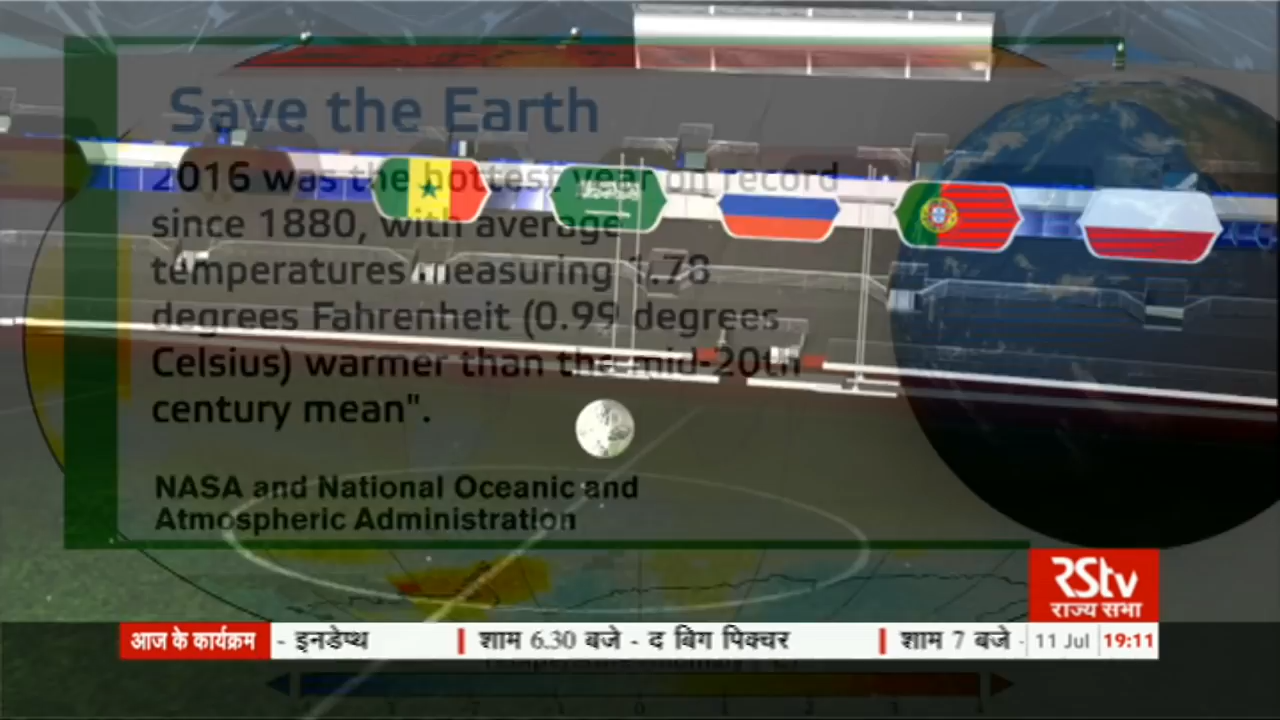 Save the Earth
2016 was the hottest year on record
since 1880, with average
temperatures measuring .78
degrees Fahrenheit (0.99 degrees
Celsius) warmer than the mid-20th
century mean".
NASA and National Oceanic and
Atmospheric Administration
RStv
राज्य सभा
आज के कार्यक्रम - इनडेप्थ | शाम 6.30 बजे - द बिग पिक्चर | शाम 7 बजे - 11 Jul 19:11